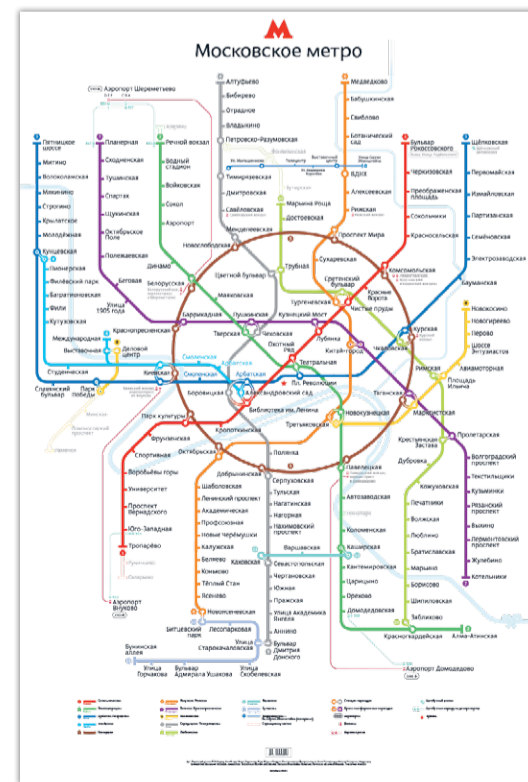 Московское метро
Аэропорт Шереметьево
Алтуфьево
Бибирево
Отрадное
Владыкино
Петровско-Разумовская
Тимирязевская
Дмитровская
Савёловская
Менделеевская
Медведково
Бабушкинская
Свиблово
Ботанический
сад
ВДНХ
Алексеевская
Рижская
Проспект Мира
Пятницкое
шоссе
Митино
Волоколамская
Мякинино
Строгино
Крылатское
Молодёжная
Кунцевская
Пионерская
Филёвский парк
Багратионовская
Фили
Кутузовская
Планерная
Сходненская
Тушинская
Спартак
Щукинская
Октябрьское
Поле
Полежаевская
Беговая
Улица
1905 года
Речной вокзал
Водный
стадион
Войковская
Сокол
Аэропорт
Динамо
Белорусская
Бульвар
Рокоссовского
Черкизовская
Преображенская
площадь
Сокольники
Красносельская
Комсомольская
Щёлковская
Первомайская
Измайловская
Партизанская
Семёновская
Электрозаводская
Бауманская
Марьина Роща
Достоевская
Новослободская
Цветной бульвар
Трубная
Сухаревская
Сретенский
бульвар
Тургеневская
Красные
ворота
Чистые пруды
Маяковская
Баррикадная
Пушкинская
Кузнецкий Мост
Тверская
Чеховская
Лубянка
Китай-город
Охотный
Ряд
Театральная
Краснопресненская
Курская
Чкаловская
Новокосино
Новогиреево
Перово
Шоссе
Энтузиастов
Авиамоторная
Площадь
Ильича
Римская
Международная
Выставочная
Деловой
центр
Студенческая
Киевская
Смоленская
Смоленская
Арбатская
Арбатская
Пл. Революции
Александровский сад
Боровицкая
Библиотека им. Ленина
Славянский
бульвар
Парк
Победы
Парк культуры
Кропоткинская
Таганская
Марксистская
Новокузнецкая
Третьяковская
Октябрьская
Полянка
Добрынинская
Серпуховская
Павелецкая
Пролетарская
Крестьянская
Застава
Дубровка
Волгоградский
проспект
Текстильщики
Кузьминки
Рязанский
проспект
Выхино
Лермонтовский
проспект
Жулебино
Котельники
Фрунзенская
Спортивная
Воробьёвы горы
Университет
Проспект
Вернадского
Юго-Западная
Тропарёво
Аэропорт
Внуково
Шаболовская
Ленинский проспект
Академическая
Профсоюзная
Новые Черёмушки
Калужская
Беляево
Коньково
Тёплый Стан
Ясенево
Новоясеневская
Битцевский
парк
Лесопарковая
Улица
Старокачаловская
Бунинская
аллея
Улица
Горчакова
Бульвар
Адмирала Ушакова
Улица
Скобелевская
Тульская
Нагатинская
Нагорная
Нахимовский
проспект
Каховская
Варшавская
Севастопольская
Чертановская
Южная
Пражская
Улица Академика
Янгеля
Аннино
Бульвар
Дмитрия
Донского
Автозаводская
Коломенская
Каширская
Кантемировская
Царицыно
Орехово
Домодедовская
Красногвардейская
Алма-Атинская
Кожуховская
Печатники
Волжская
Люблино
Братиславская
Марьино
Борисово
Шипиловская
Зябликово
Аэропорт Домодедово